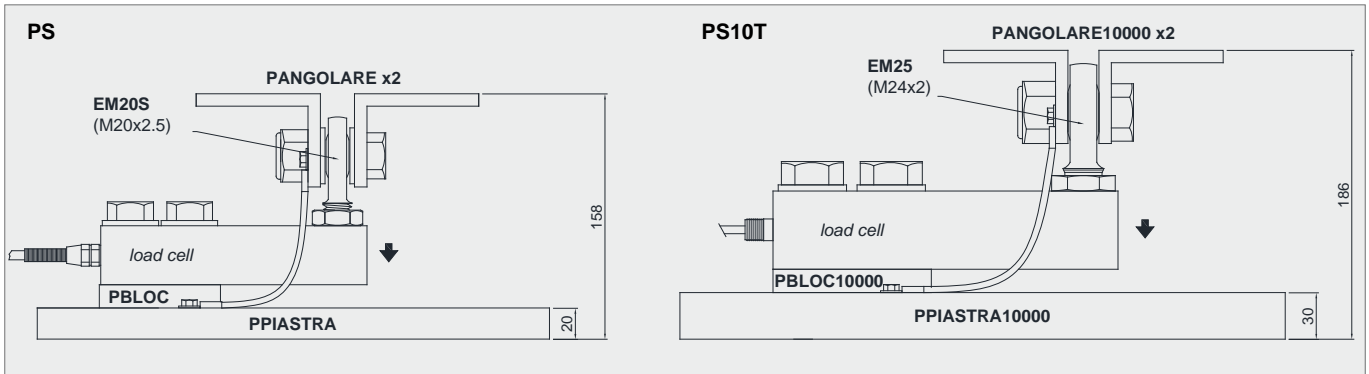 PS
PANGOLARE x2
EM20S
(M20x2.5)
load cell
PBLOC
PPIASTRA
158
20
PS10T
PANGOLARE10000 x2
EM25
(M24x2)
load cell
PBLOC10000
PPIASTRA10000
186
30